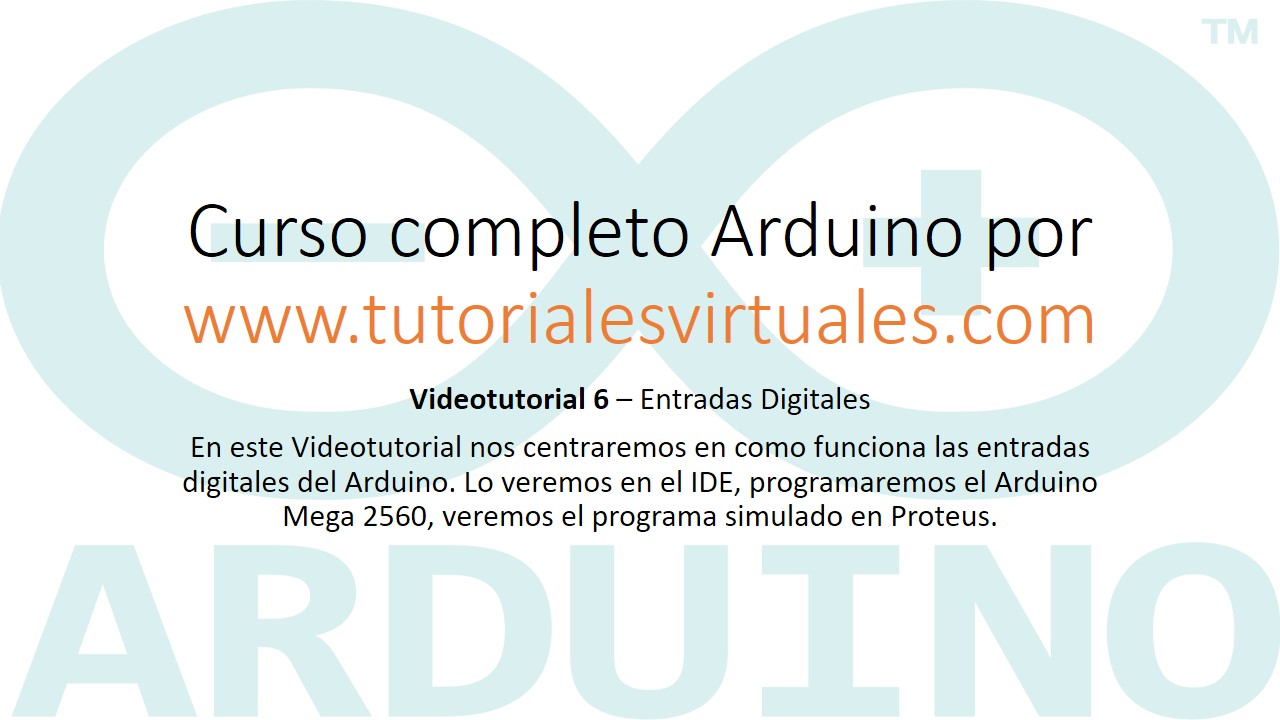 TM
Curso completo Arduino por
www.tutorialesvirtuales.com
Videotutorial 6 – Entradas Digitales
En este Videotutorial nos centraremos en como funciona las entradas
digitales del Arduino. Lo veremos en el IDE, programaremos el Arduino
Mega 2560, veremos el programa simulado en Proteus.
ARDUINO